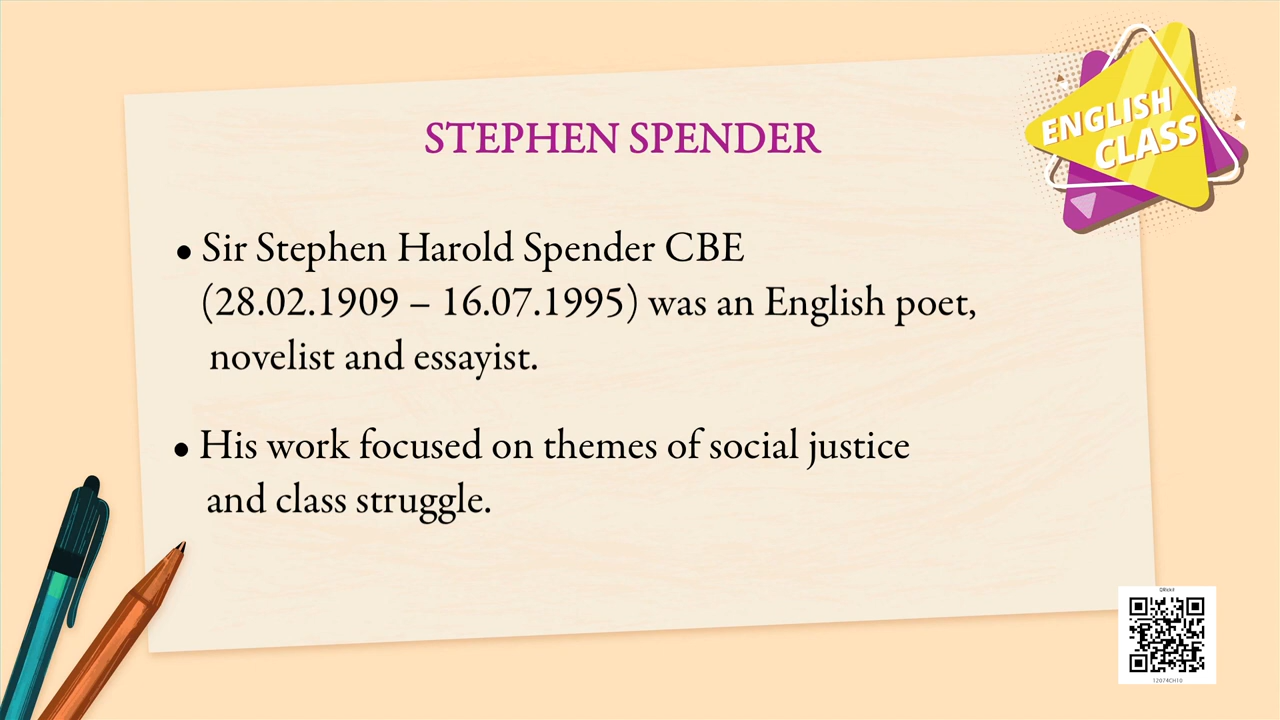 ENGLISH
CLASS
STEPHEN SPENDER
• Sir Stephen Harold Spender CBE
(28.02.1909 – 16.07.1995) was an English poet,
novelist and essayist.
• His work focused on themes of social justice
and class struggle.
12074CH10